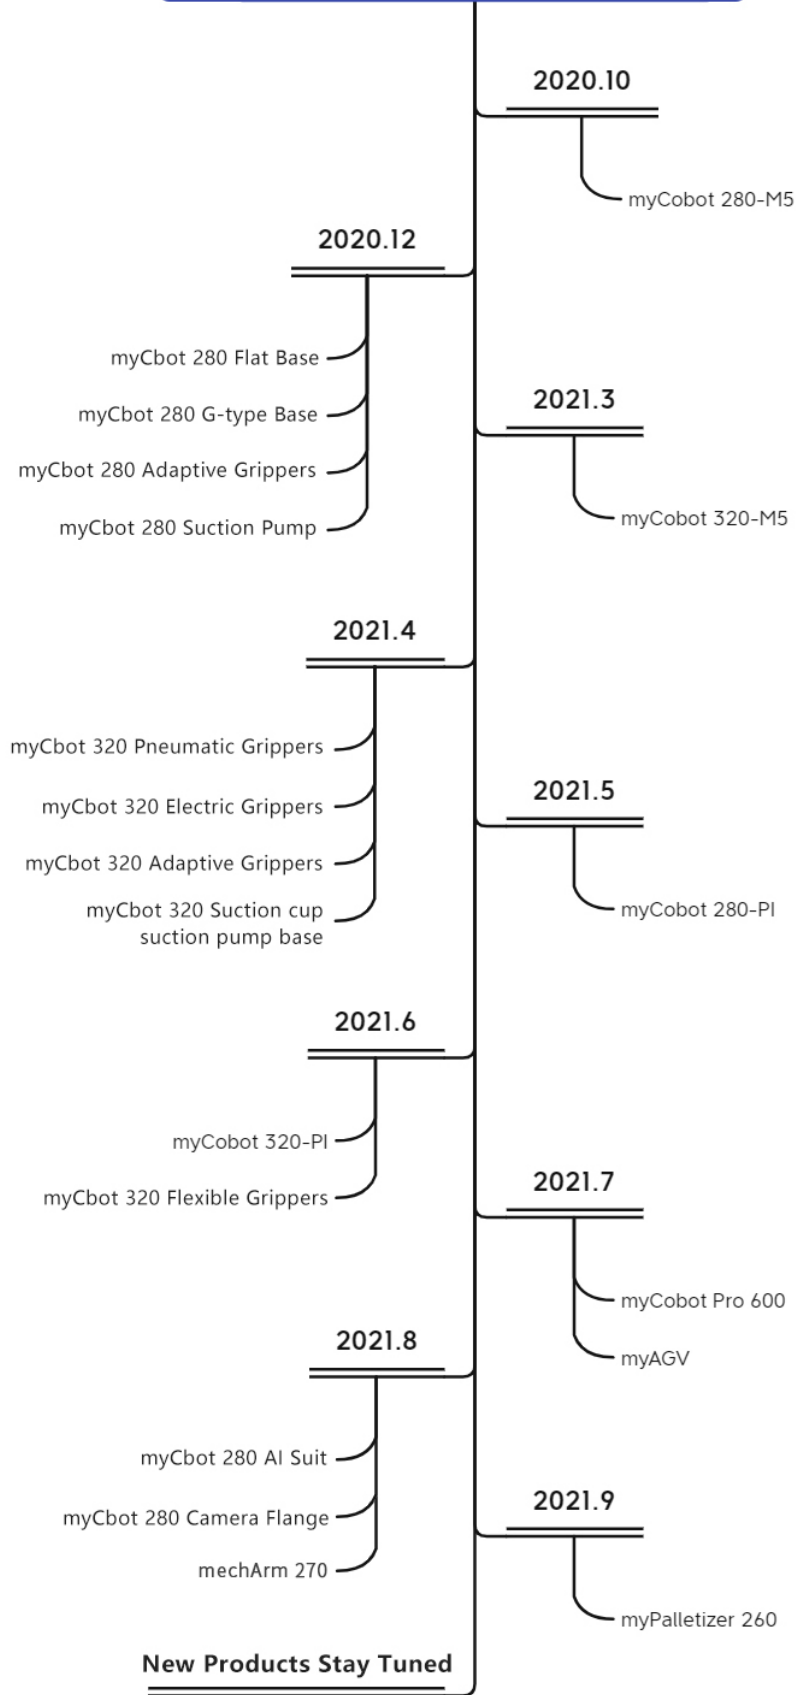 2020.10
myCobot 280-M5
2020.12
myCbot 280 Flat Base
myCbot 280 G-type Base
myCbot 280 Adaptive Grippers
myCbot 280 Suction Pump
2021.3
myCobot 320-M5
2021.4
myCbot 320 Pneumatic Grippers
myCbot 320 Electric Grippers
myCbot 320 Adaptive Grippers
myCbot 320 Suction cup
suction pump base
2021.5
myCobot 280-PI
2021.6
myCobot 320-PI
myCbot 320 Flexible Grippers
2021.7
myCobot Pro 600
myAGV
2021.8
myCbot 280 AI Suit
myCbot 280 Camera Flange
mechArm 270
2021.9
myPalletizer 260
New Products Stay Tuned